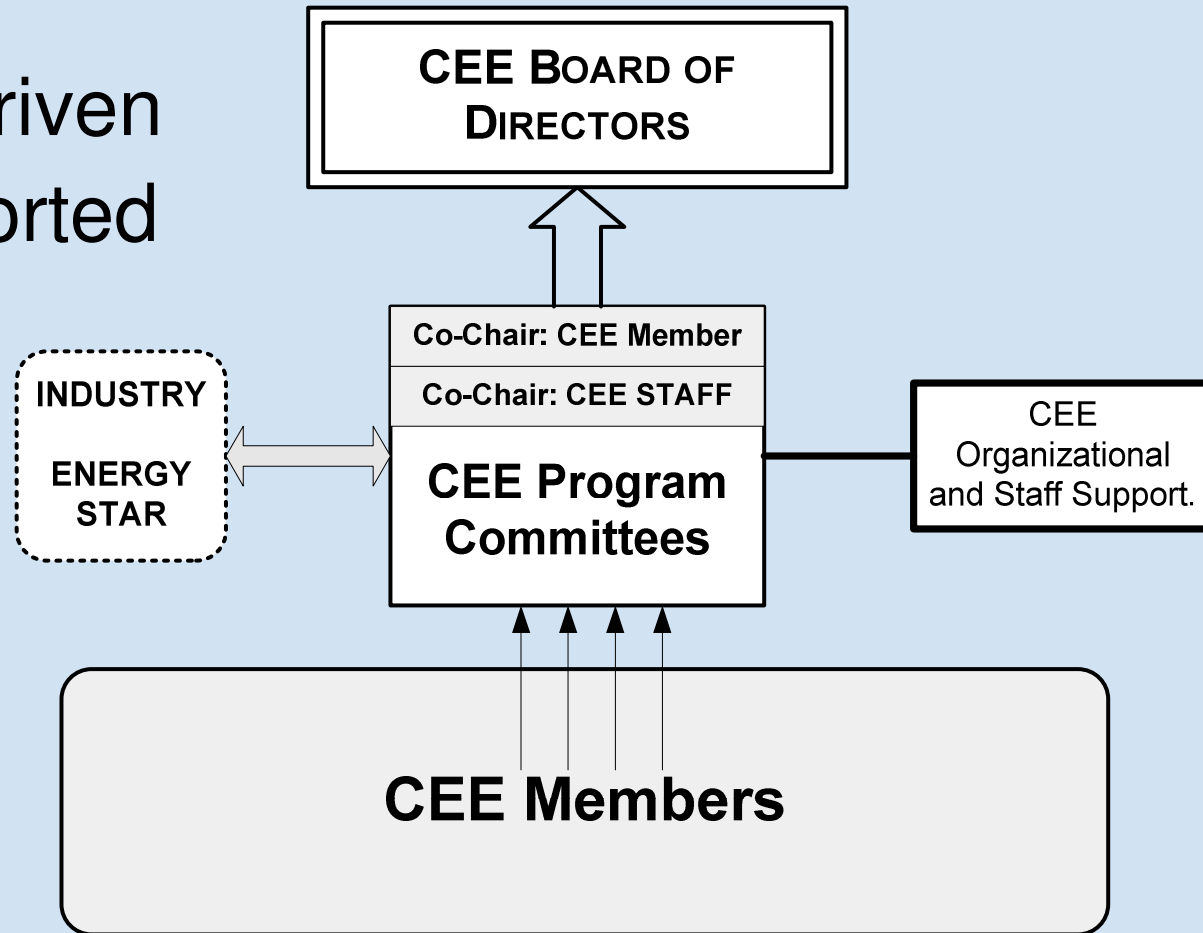 CEE BOARD OF
DIRECTORS
riven
orted
Co-Chair: CEE Member
Co-Chair: CEE STAFF
INDUSTRY
ENERGY
STAR
CEE Program
Committees
CEE
Organizational
and Staff Support.
CEE Members